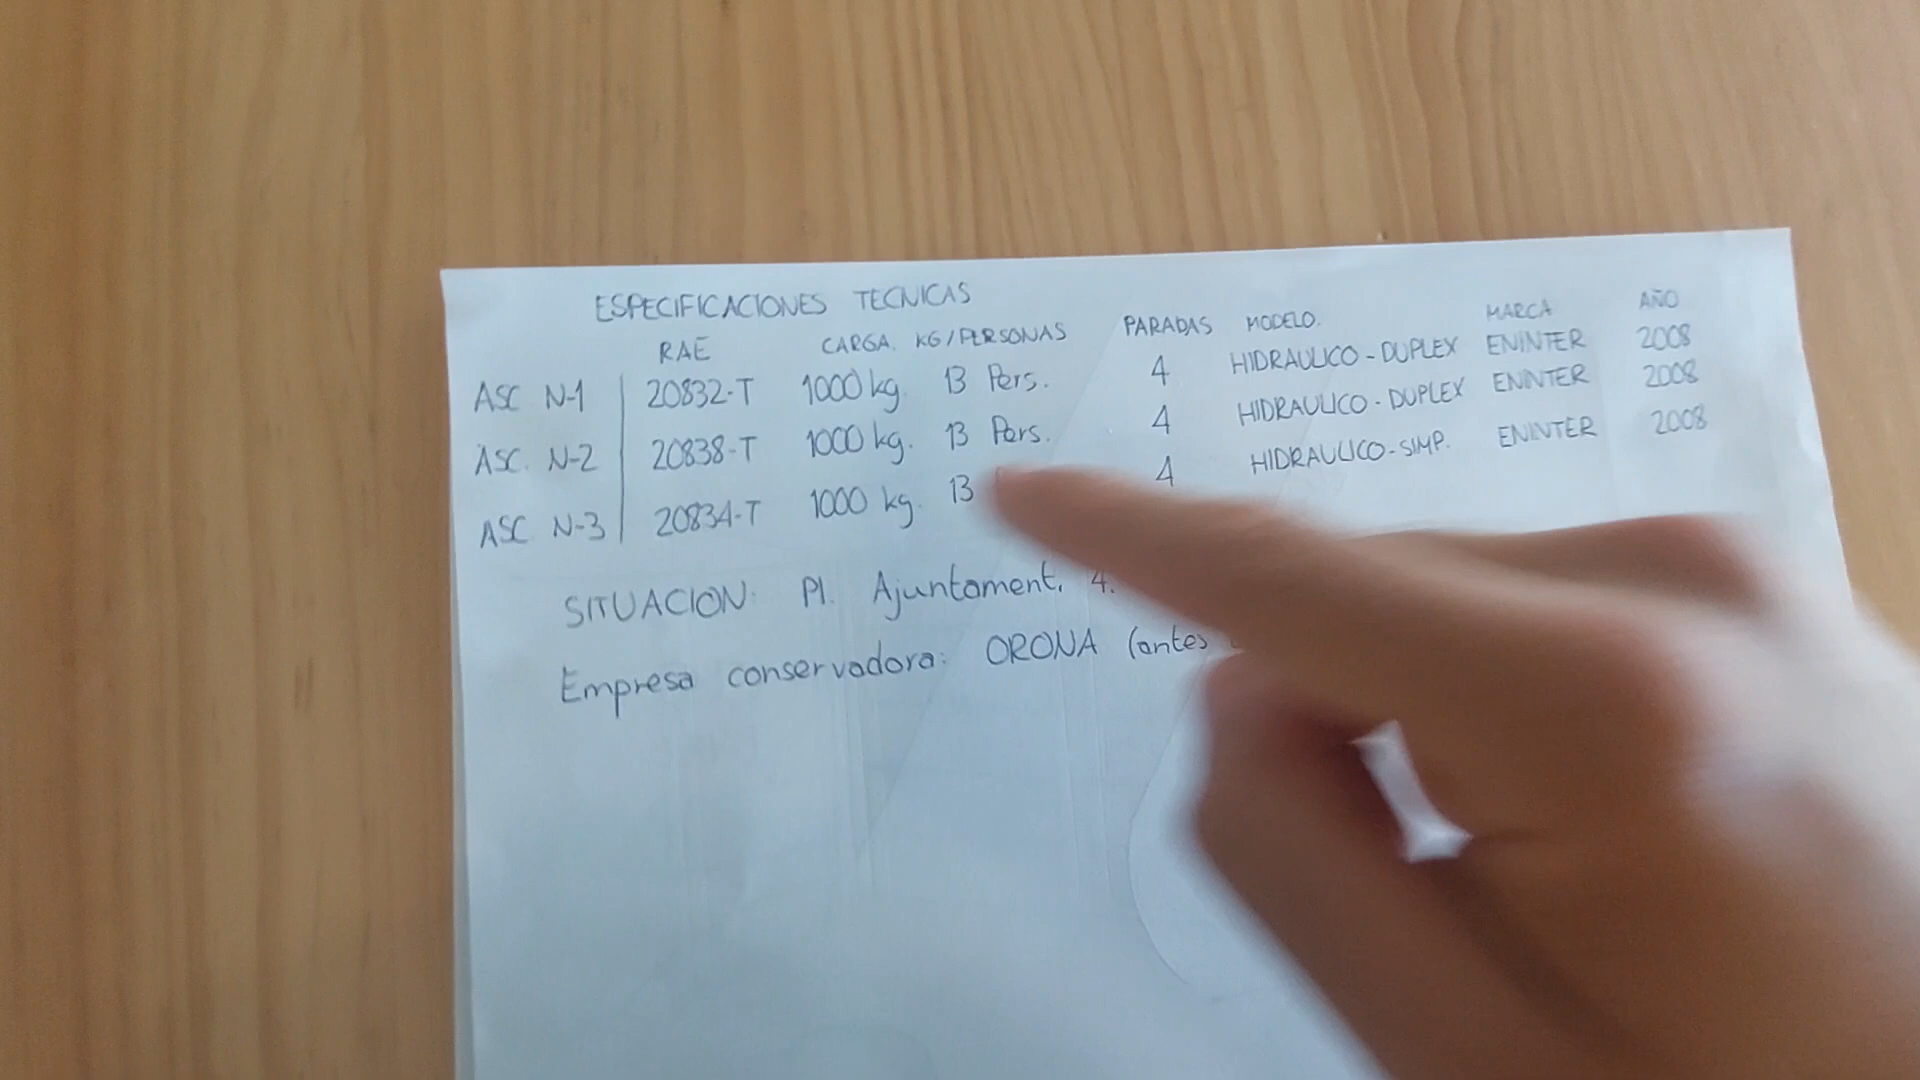 ESPECIFICACIONES TECNICAS
RAE CARGA. KG/PERSONAS PARADAS MODELO. MARCA AÑO
ASC N-1 20832-T 1000 kg. 13 Pers. 4 HIDRAULICO-DUPLEX ENINTER 2008
ASC. N-2 20838-T 1000 kg. 13 Pers. 4 HIDRAULICO-DUPLEX ENINTER 2008
ASC N-3 20834-T 1000 kg. 13 4 HIDRAULICO-SIMP. ENINTER 2008
SITUACION: Pl. Ajuntament, 4.
Empresa conservadora: ORONA (antes